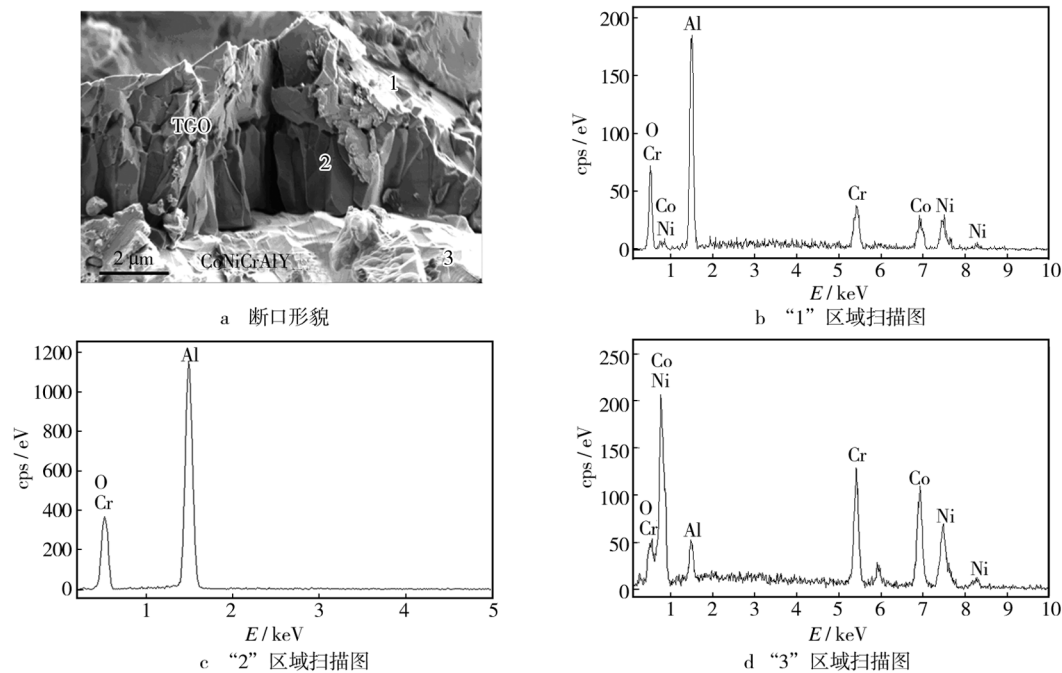 TGO
1
2
3
2 μm
CoNiCrAlY
a 断口形貌
200
150
100
50
0
cps / eV
O
Cr
Co
Ni
Al
Cr
Co
Ni
Ni
1 2 3 4 5 6 7 8 9 10
E / keV
b “1”区域扫描图
1200
1000
800
600
400
200
0
cps / eV
O
Cr
Al
1 2 3 4 5
E / keV
c “2”区域扫描图
250
200
150
100
50
0
cps / eV
O
Cr
Co
Ni
Al
Cr
Co
Ni
Ni
1 2 3 4 5 6 7 8 9 10
E / keV
d “3”区域扫描图